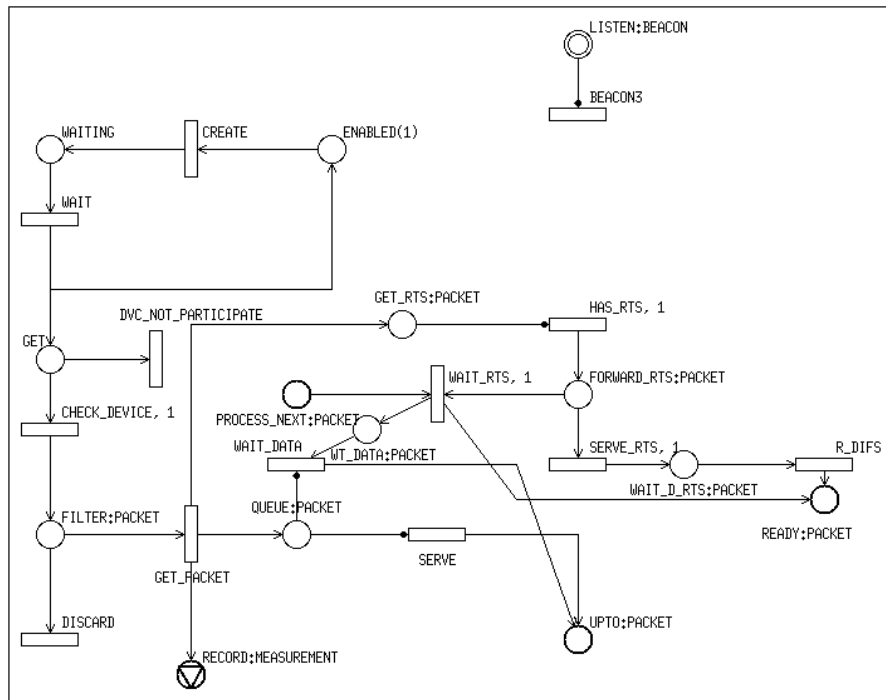 LISTEN:BEACON
BEACON3
WAITING
CREATE
ENABLED(1)
WAIT
GET_RTS:PACKET
HAS_RTS, 1
DVC_NOT_PARTICIPATE
GET
WAIT_RTS, 1
FORWARD_RTS:PACKET
CHECK_DEVICE, 1
PROCESS_NEXT:PACKET
WAIT_DATA
WT_DATA:PACKET
SERVE_RTS, 1
R_DIFS
WAIT_D_RTS:PACKET
FILTER:PACKET
QUEUE:PACKET
READY:PACKET
GET_PACKET
SERVE
DISCARD
UPTO:PACKET
RECORD:MEASUREMENT